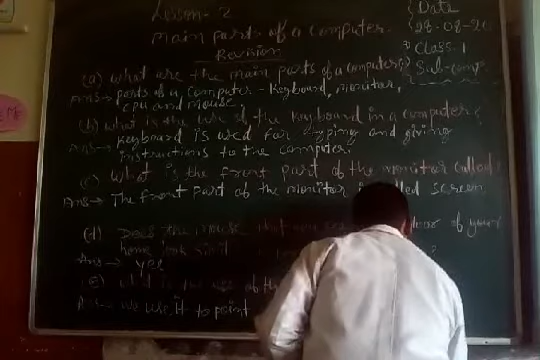 Lesson-2
Date
28-08-20
main parts of a computer
Class-1
Revision
Sub-comp.
(a) what are the main parts of a computer?
Ans→ parts of a computer - Keyboard, monitor,
cpu and mouse.
(b) what is the use of the keyboard in a computer?
Ans→ keyboard is used for typing and giving
instructions to the computer.
(c) What is the front part of the monitor called?
Ans→ The front part of the monitor is called screen
(d) Does the mouse that of your
home look
Ans→ yes
(e) what is the use of the
Ans→ We use it to point